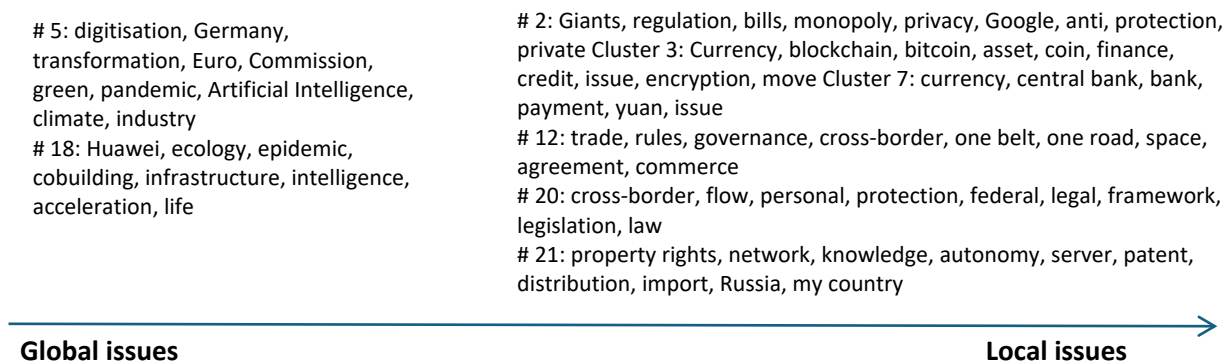 # 5: digitisation, Germany,
transformation, Euro, Commission,
green, pandemic, Artificial Intelligence,
climate, industry
# 18: Huawei, ecology, epidemic,
cobuilding, infrastructure, intelligence,
acceleration, life
# 2: Giants, regulation, bills, monopoly, privacy, Google, anti, protection,
private Cluster 3: Currency, blockchain, bitcoin, asset, coin, finance,
credit, issue, encryption, move Cluster 7: currency, central bank, bank,
payment, yuan, issue
# 12: trade, rules, governance, cross-border, one belt, one road, space,
agreement, commerce
# 20: cross-border, flow, personal, protection, federal, legal, framework,
legislation, law
# 21: property rights, network, knowledge, autonomy, server, patent,
distribution, import, Russia, my country
Global issues
Local issues